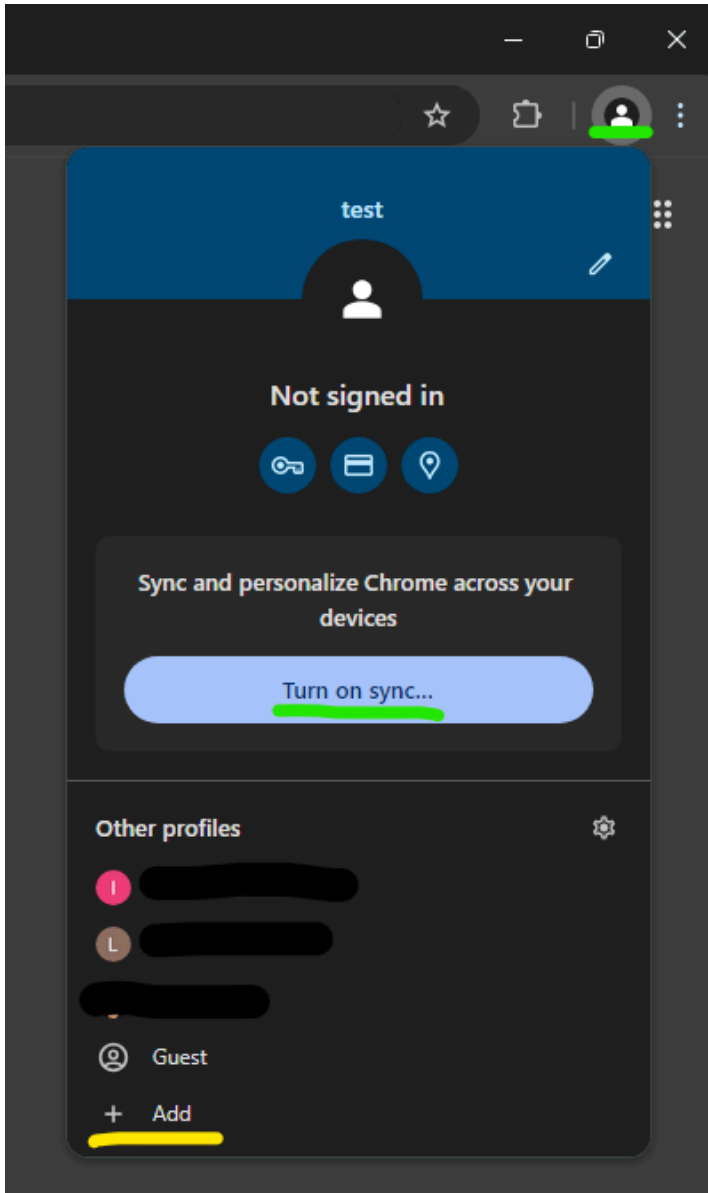 test
Not signed in
Sync and personalize Chrome across your
devices
Turn on sync...
Other profiles
I
L
Guest
Add